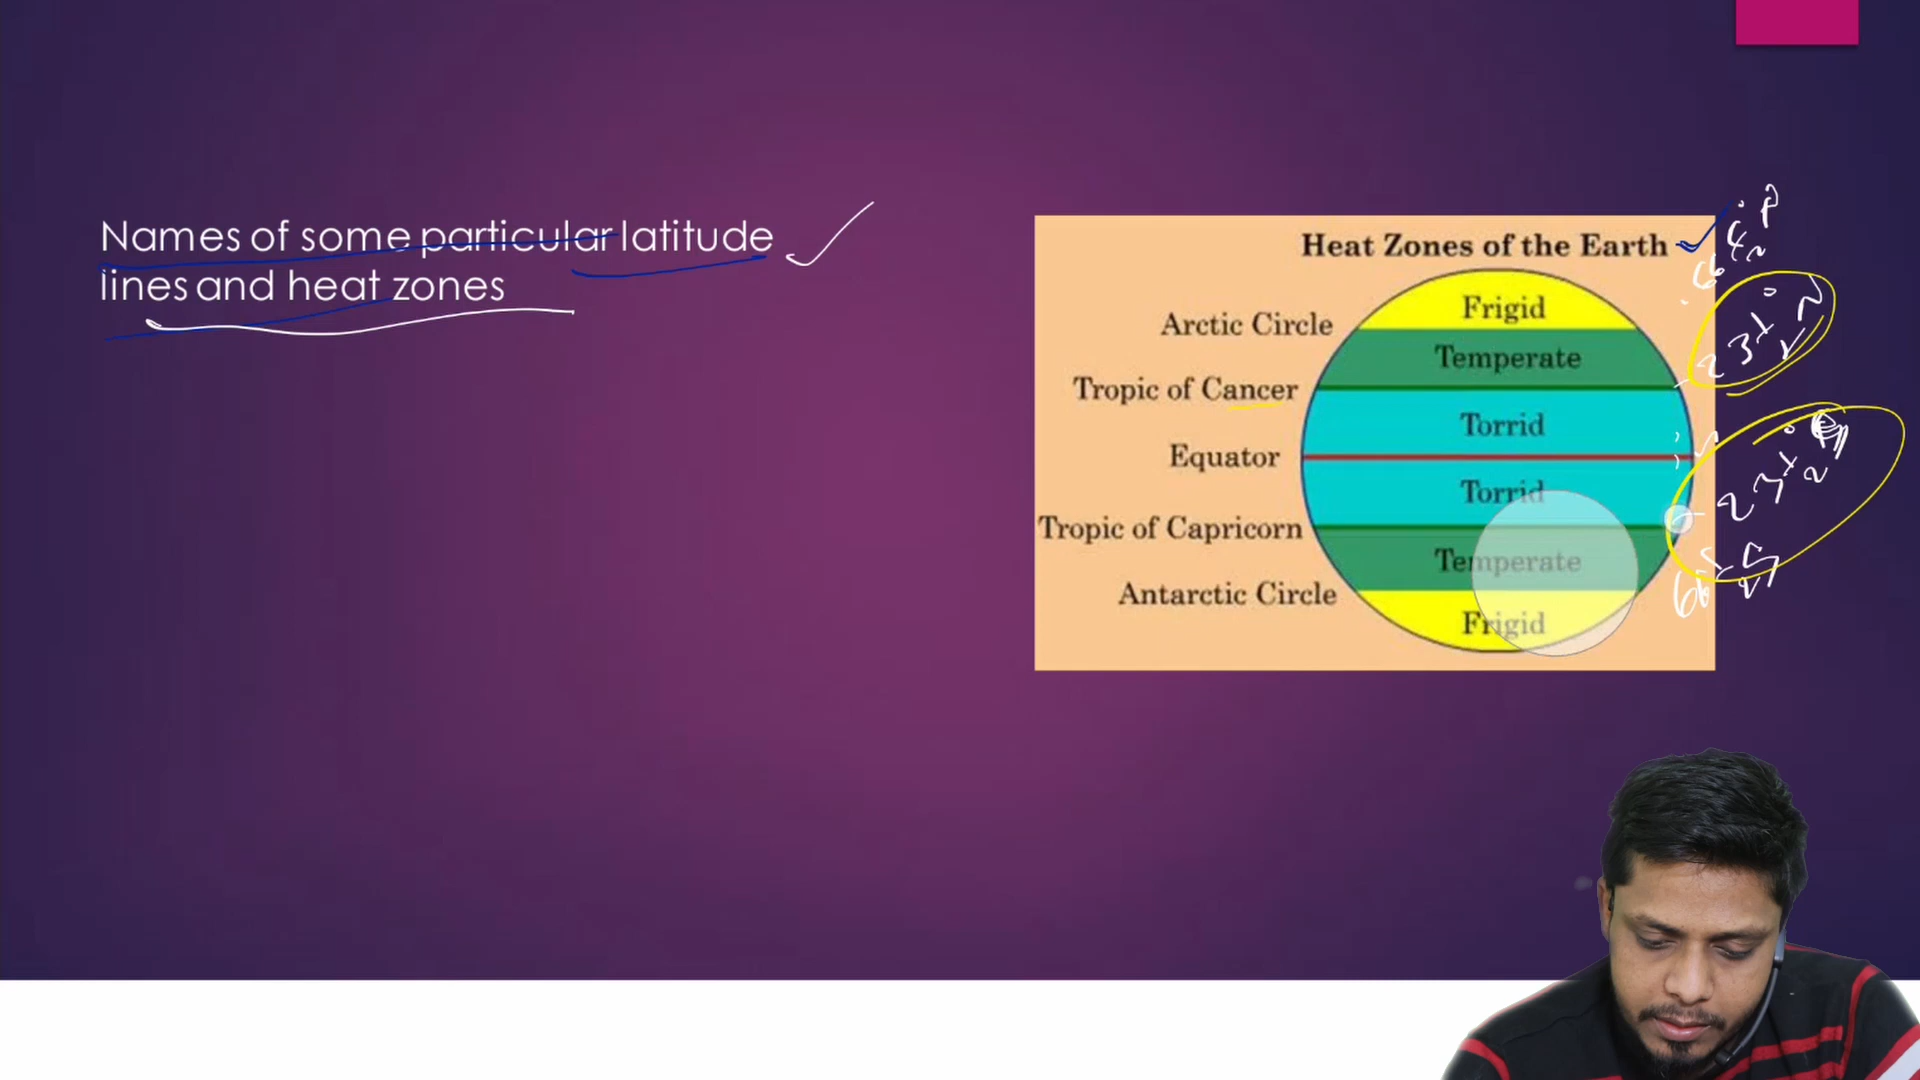 Names of some particular latitude
lines and heat zones
Heat Zones of the Earth
Frigid
Arctic Circle
Temperate
Tropic of Cancer
Torrid
Equator
Torrid
Tropic of Capricorn
Temperate
Antarctic Circle
Frigid